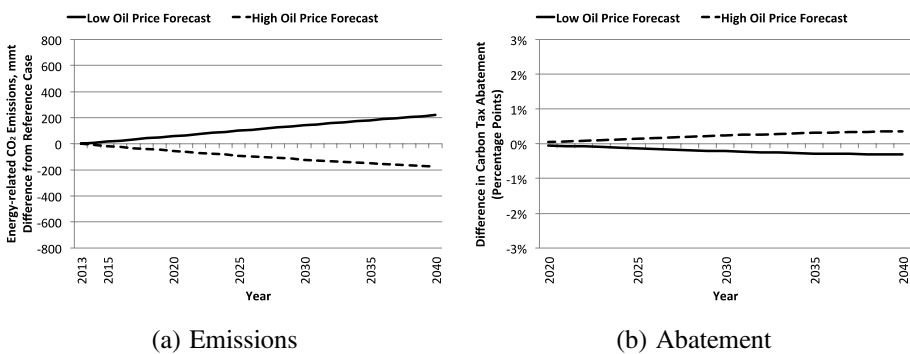 Low Oil Price Forecast
High Oil Price Forecast
Energy-related CO₂ Emissions, mmt
Difference from Reference Case
800
600
400
200
0
-200
-400
-600
-800
2013
2015
2020
2025
2030
2035
2040
Year
(a) Emissions
Low Oil Price Forecast
High Oil Price Forecast
Difference in Carbon Tax Abatement
(Percentage Points)
3%
2%
1%
0%
-1%
-2%
-3%
2020
2025
2030
2035
2040
Year
(b) Abatement